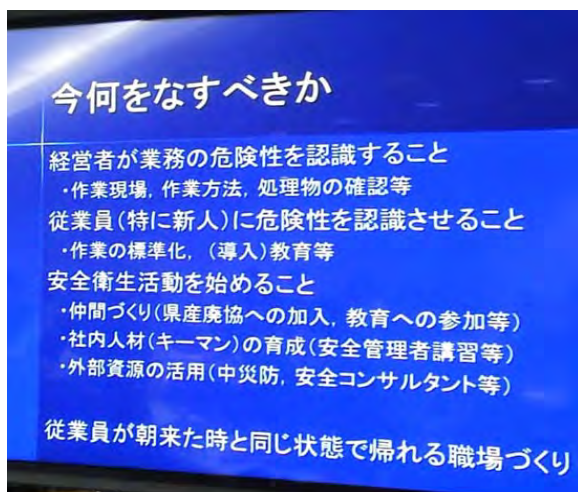 今何をなすべきか
経営者が業務の危険性を認識すること
・作業現場，作業方法，処理物の確認等
従業員（特に新人）に危険性を認識させること
・作業の標準化，（導入）教育等
安全衛生活動を始めること
・仲間づくり（県産廃協への加入，教育への参加等）
・社内人材（キーマン）の育成（安全管理者講習等）
・外部資源の活用（中災防，安全コンサルタント等）
従業員が朝来た時と同じ状態で帰れる職場づくり